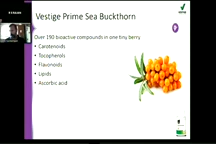 Vestige Prime Sea Buckthorn
Over 190 bioactive compounds in one tiny berry
• Carotenoids
• Tocopherols
• Flavonoids
• Lipids
• Ascorbic acid